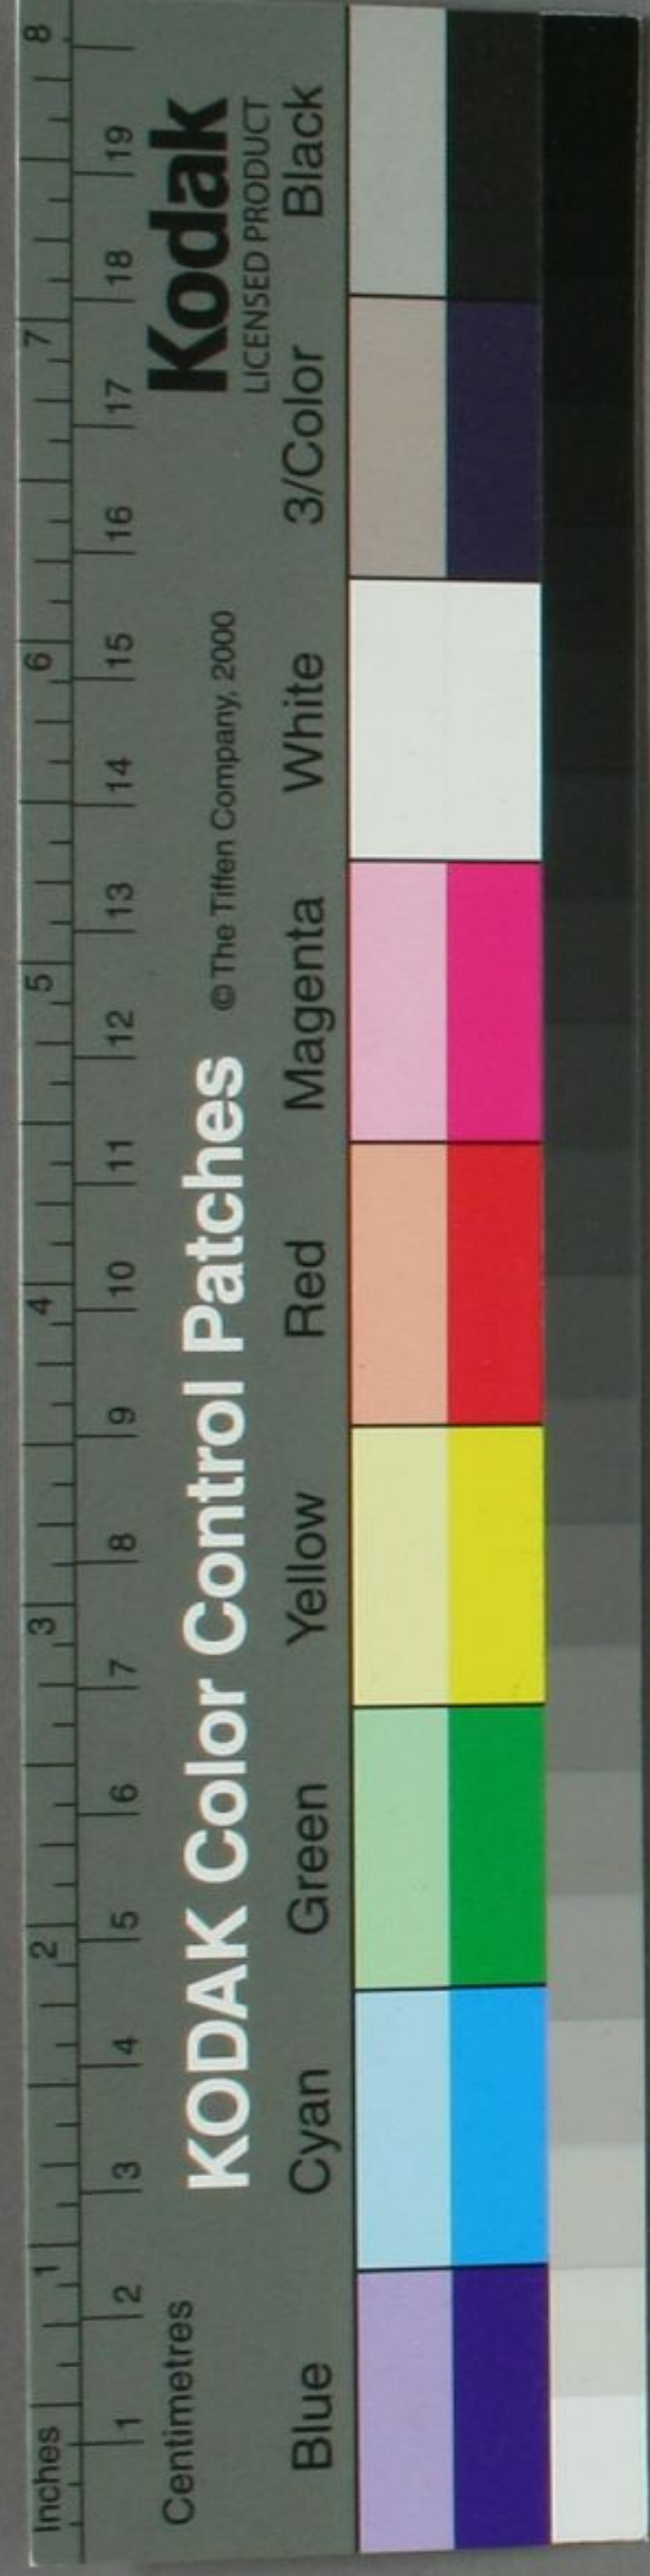 Inches 1 2 3 4 5 6 7 8
1 2 3 4 5 6 7 8 9 10 11 12 13 14 15 16 17 18 19
Centimetres
KODAK Color Control Patches © The Tiffen Company, 2000 Kodak
LICENSED PRODUCT
Blue Cyan Green Yellow Red Magenta White 3/Color Black